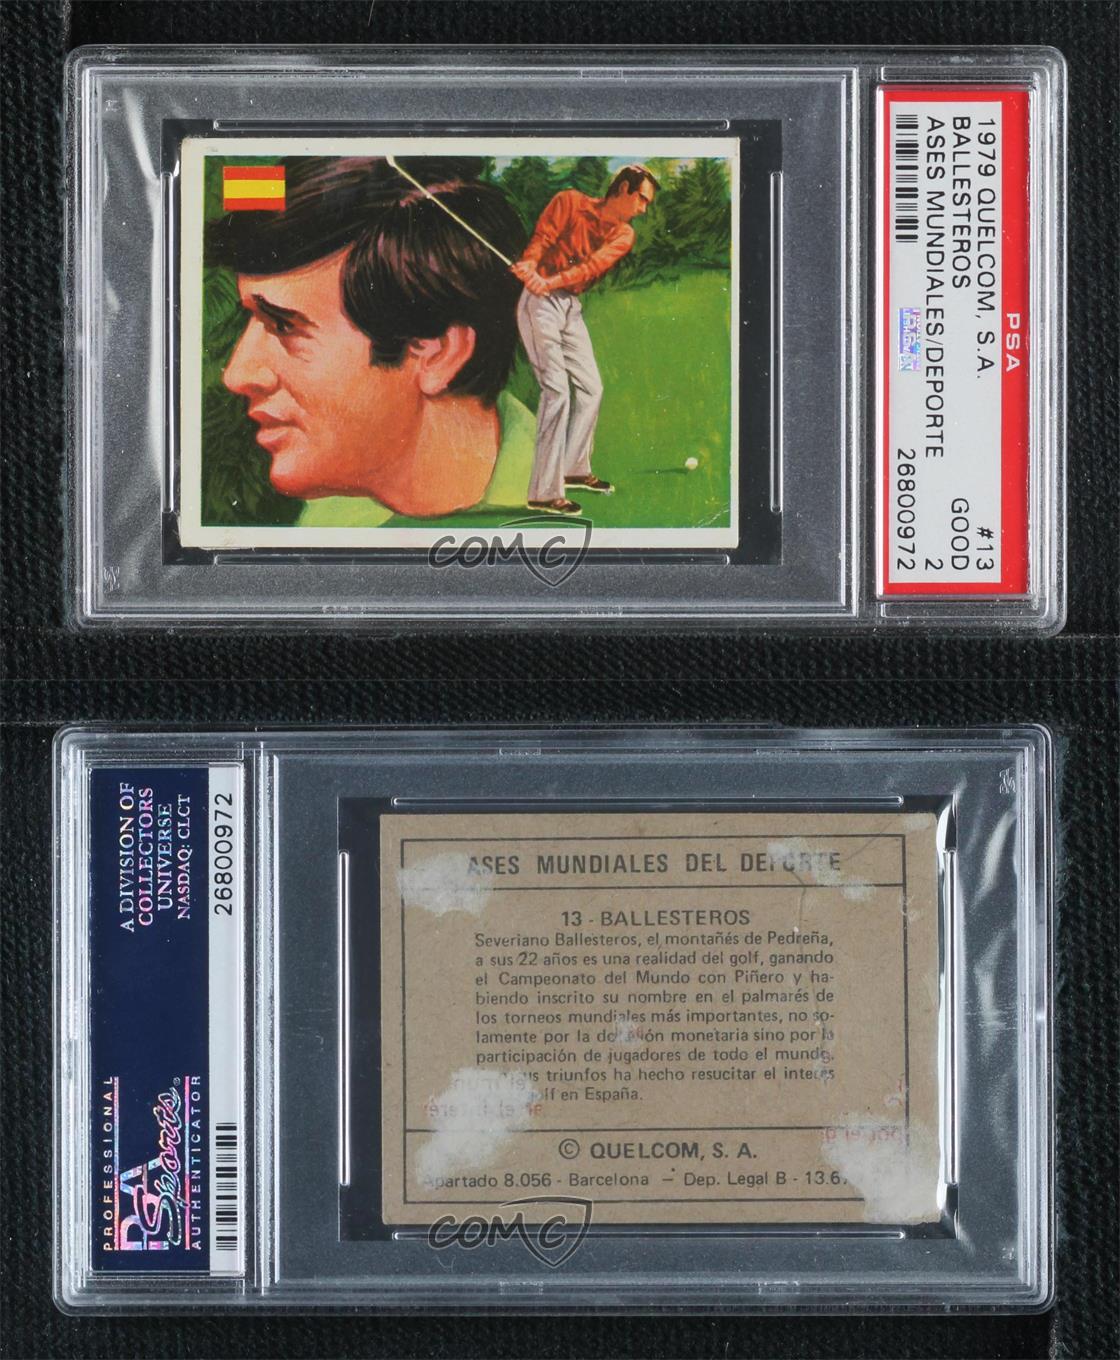 PSA
1979 QUELCOM, S.A. #13
BALLESTEROS GOOD
ASES MUNDIALES/DEPORTE 2
26800972
COMC
A DIVISION OF
COLLECTORS
UNIVERSE
NASDAQ: CLCT
26800972
PROFESSIONAL
PSA
Sports®
AUTHENTICATOR
ASES MUNDIALES DEL DEPORTE
13 - BALLESTEROS
Severiano Ballesteros, el montañés de Pedreña,
a sus 22 años es una realidad del golf, ganando
el Campeonato del Mundo con Piñero y ha-
biendo inscrito su nombre en el palmarés de
los torneos mundiales más importantes, no so-
lamente por la dotación monetaria sino por la
participación de jugadores de todo el mundo.
sus triunfos ha hecho resucitar el interés
en España.
© QUELCOM, S. A.
Apartado 8.056 - Barcelona – Dep. Legal B - 13.6
COMC